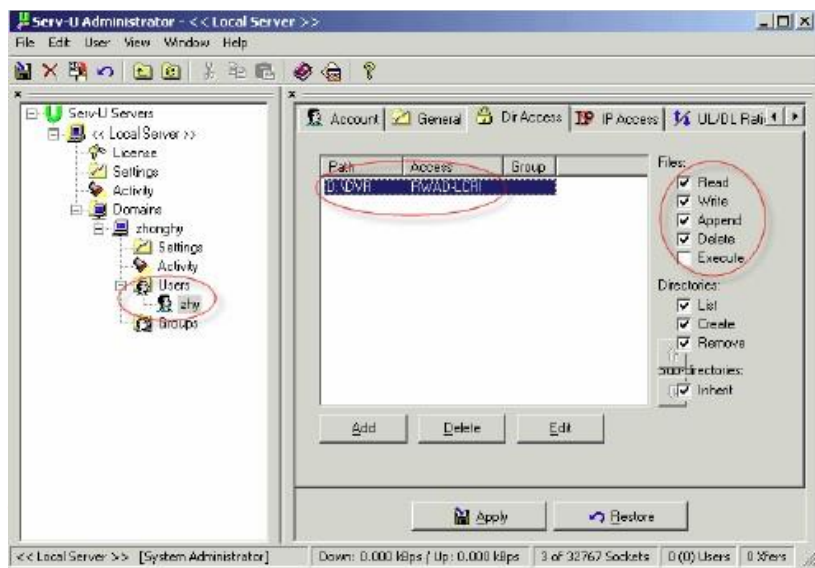 Serv-U Administrator - << Local Server >>
File Edit User View Window Help
Serv-U Servers
<< Local Server >>
License
Settings
Activity
Domains
zhonghy
Settings
Activity
Users
zhy
Groups
Account General Dir Access IP Access UL/DL Rati
Path Access Group
D:\DVR RWAD-LCRI
Files:
Read
Write
Append
Delete
Execute
Directories:
List
Create
Remove
Sub-directories:
Inherit
Add Delete Edit
Apply Restore
<< Local Server >> [System Administrator] Down: 0.000 kBps / Up: 0.000 kBps 3 of 32767 Sockets 0 (0) Users 0 Xfers